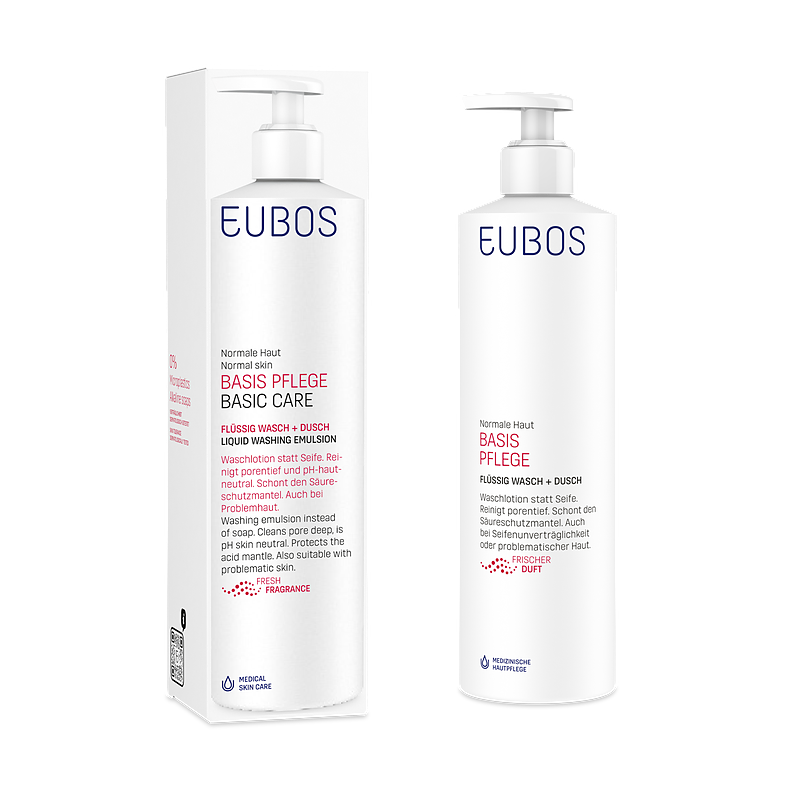 EUBOS
Normale Haut
Normal skin
BASIS PFLEGE
BASIC CARE
FLÜSSIG WASCH + DUSCH
LIQUID WASHING EMULSION
Waschlotion statt Seife. Rei-
nigt porentief und pH-haut-
neutral. Schont den Säure-
schutzmantel. Auch bei
Problemhaut.
Washing emulsion instead
of soap. Cleans pore deep, is
pH skin neutral. Protects the
acid mantle. Also suitable with
problematic skin.
FRESH
FRAGRANCE
MEDICAL
SKIN CARE
0%
Microplastics
Alkaline soaps
EUBOS
Normale Haut
BASIS
PFLEGE
FLÜSSIG WASCH + DUSCH
Waschlotion statt Seife.
Reinigt porentief. Schont den
Säureschutzmantel. Auch
bei Seifenunverträglichkeit
oder problematischer Haut.
FRISCHER
DUFT
MEDIZINISCHE
HAUTPFLEGE